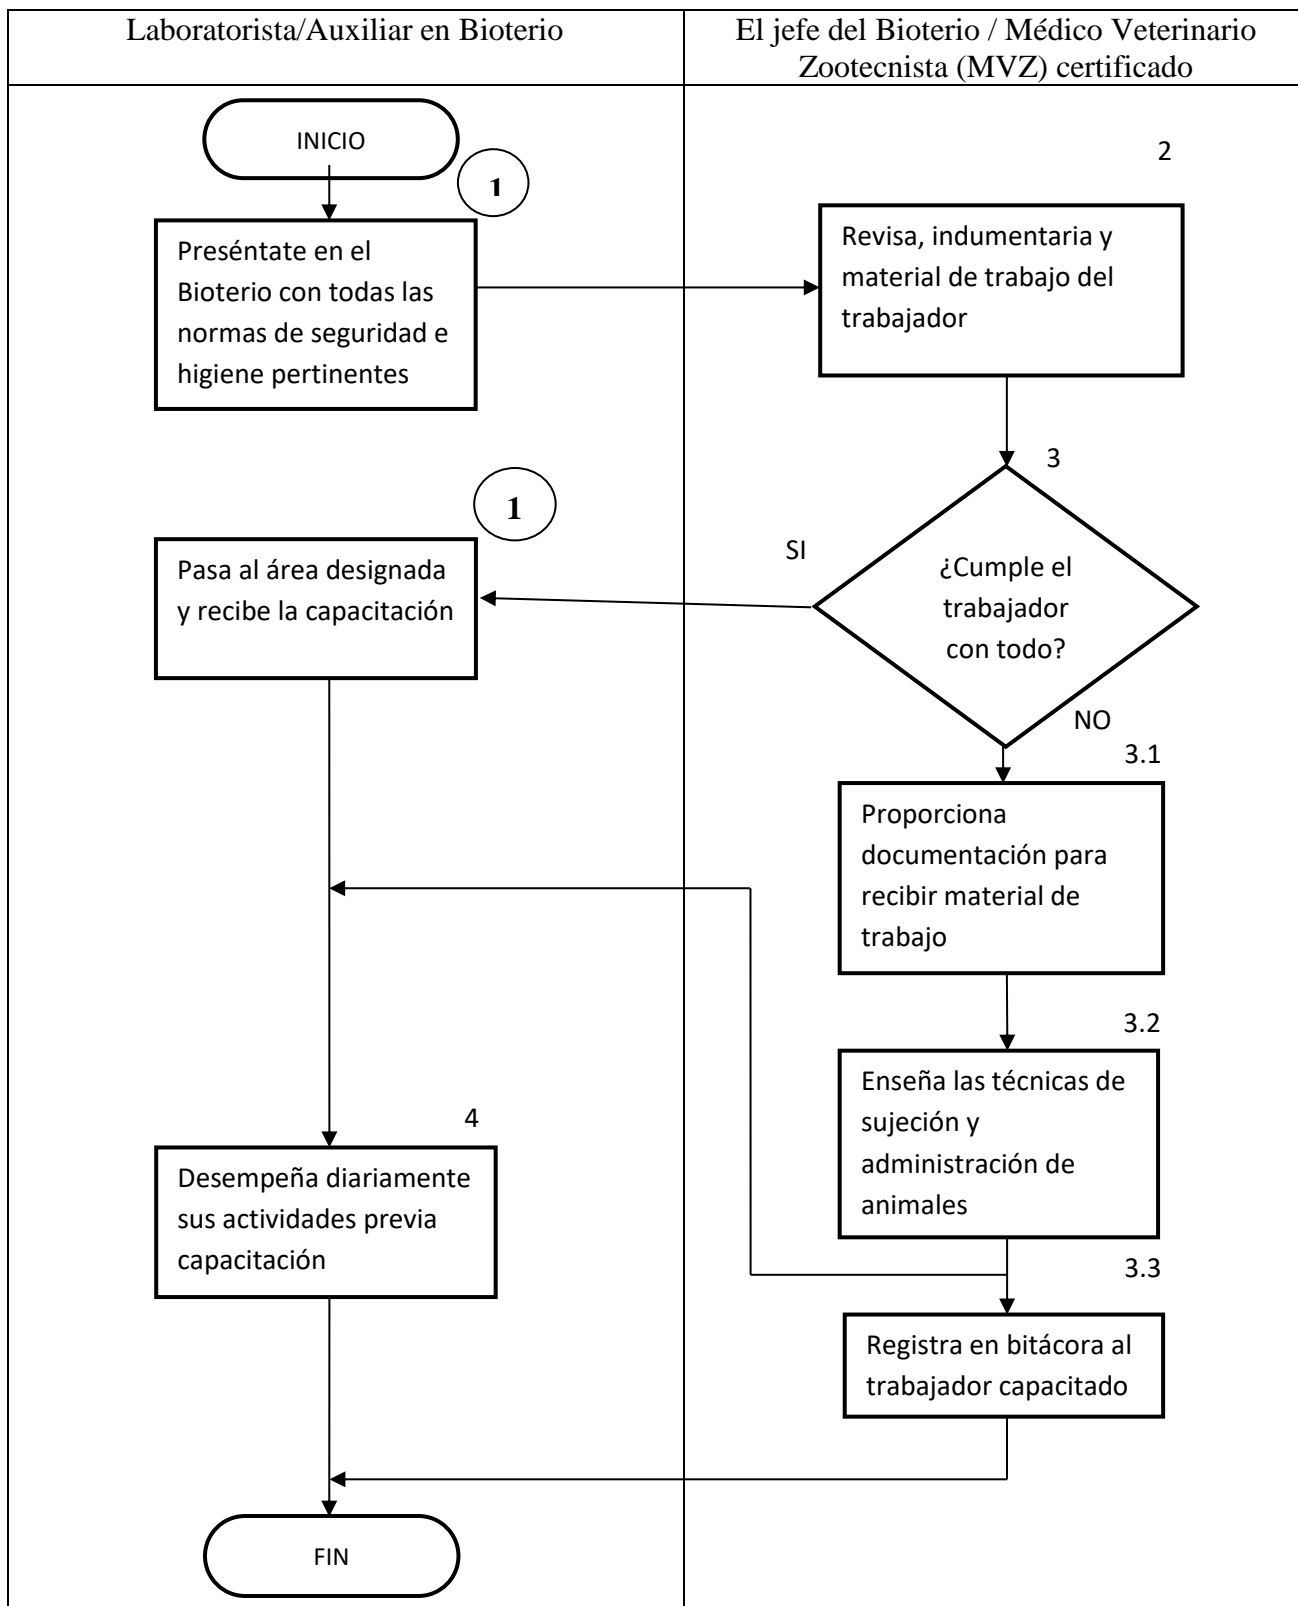 Laboratorista/Auxiliar en Bioterio
El jefe del Bioterio / Médico Veterinario
Zootecnista (MVZ) certificado
INICIO
1
Preséntate en el
Bioterio con todas las
normas de seguridad e
higiene pertinentes
2
Revisa, indumentaria y
material de trabajo del
trabajador
3
¿Cumple el
trabajador
con todo?
SI
NO
1
Pasa al área designada
y recibe la capacitación
3.1
Proporciona
documentación para
recibir material de
trabajo
3.2
Enseña las técnicas de
sujeción y
administración de
animales
4
Desempeña diariamente
sus actividades previa
capacitación
3.3
Registra en bitácora al
trabajador capacitado
FIN